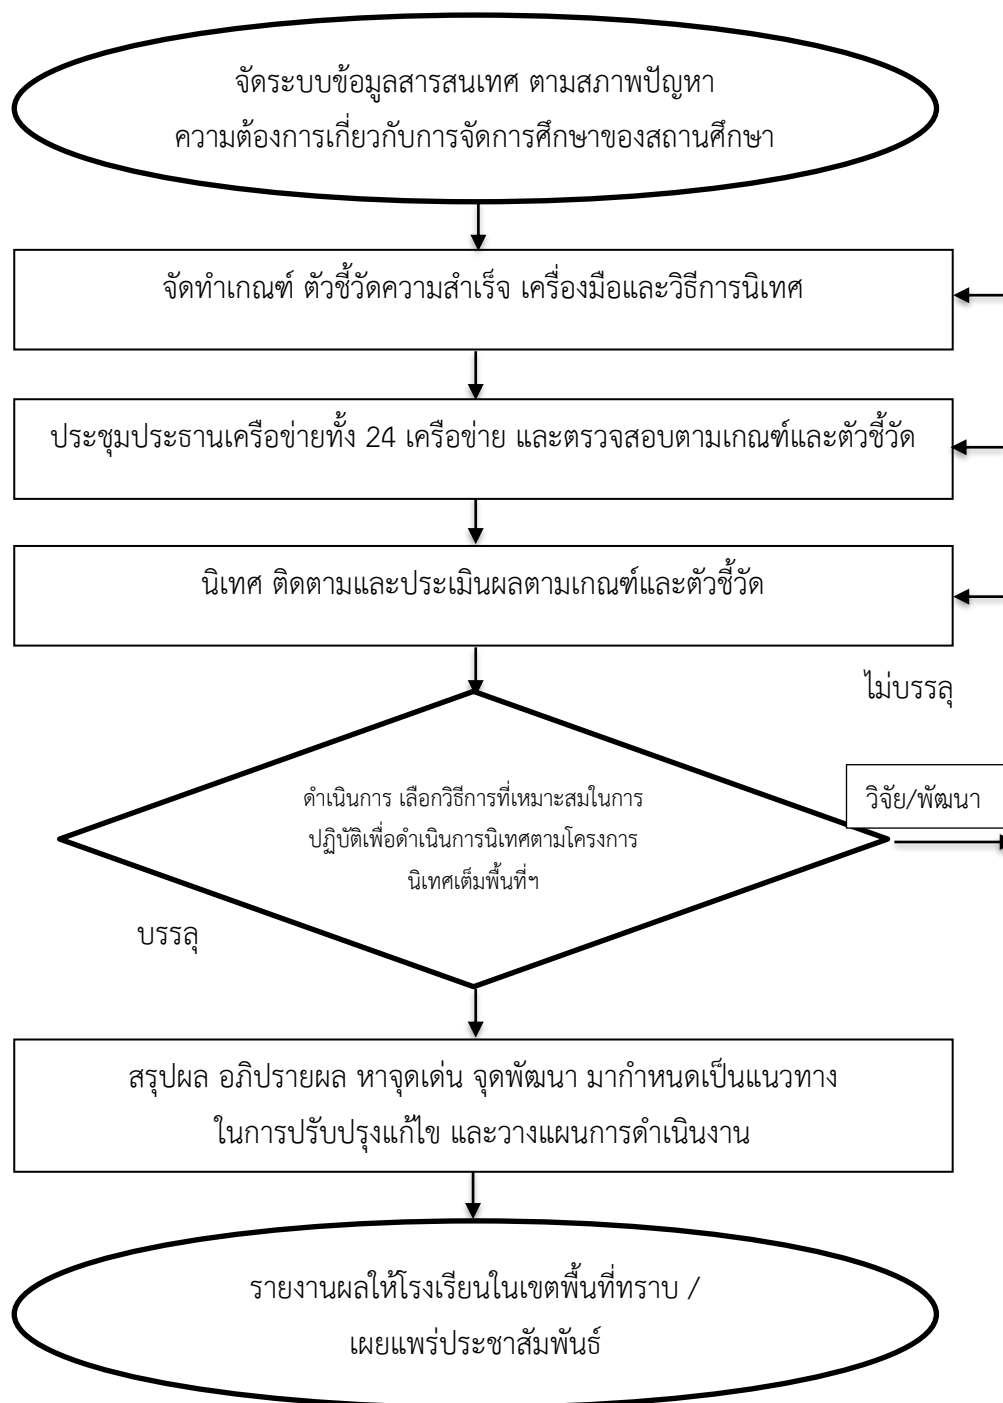 จัดระบบข้อมูลสารสนเทศ ตามสภาพปัญหา
ความต้องการเกี่ยวกับการจัดการศึกษาของสถานศึกษา
จัดทำเกณฑ์ ตัวชี้วัดความสำเร็จ เครื่องมือและวิธีการนิเทศ
ประชุมประธานเครือข่ายทั้ง 24 เครือข่าย และตรวจสอบตามเกณฑ์และตัวชี้วัด
นิเทศ ติดตามและประเมินผลตามเกณฑ์และตัวชี้วัด
ไม่บรรลุ
ดำเนินการ เลือกวิธีการที่เหมาะสมในการ
ปฏิบัติเพื่อดำเนินการนิเทศตามโครงการ
นิเทศเต็มพื้นที่ฯ
วิจัย/พัฒนา
บรรลุ
สรุปผล อภิปรายผล หาจุดเด่น จุดพัฒนา มากำหนดเป็นแนวทาง
ในการปรับปรุงแก้ไข และวางแผนการดำเนินงาน
รายงานผลให้โรงเรียนในเขตพื้นที่ทราบ /
เผยแพร่ประชาสัมพันธ์